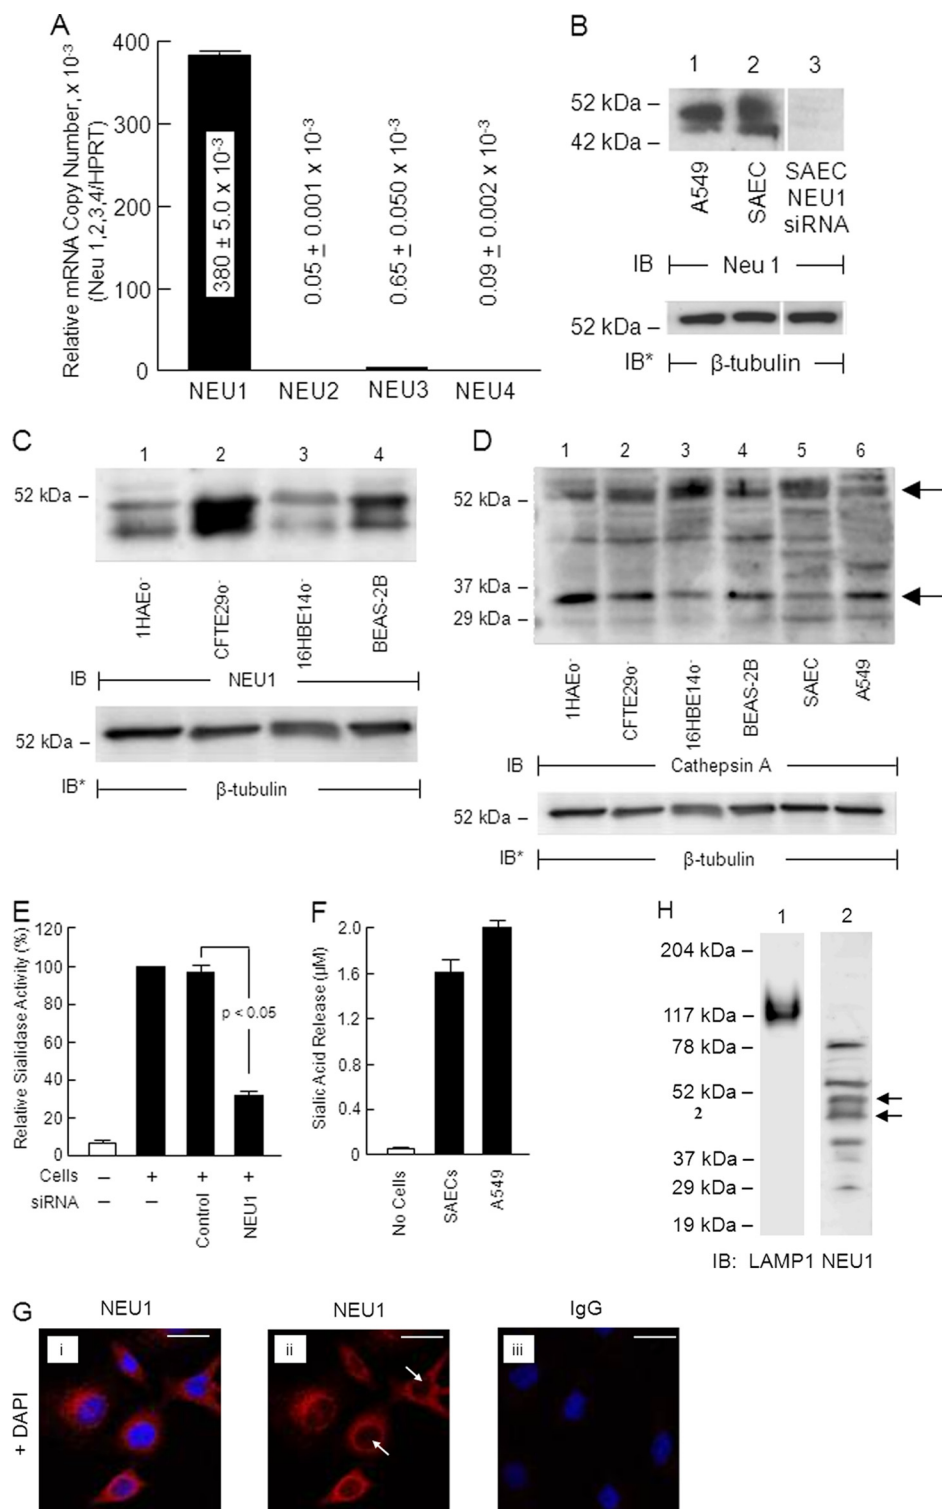 A
Relative mRNA Copy Number, x 10⁻³
(Neu 1,2,3,4/HPRT)
400
300
200
100
0
380 ± 5.0 x 10⁻³
0.05 ± 0.001 x 10⁻³
0.65 ± 0.050 x 10⁻³
0.09 ± 0.002 x 10⁻³
NEU1 NEU2 NEU3 NEU4
B
1 2 3
52 kDa –
42 kDa –
A549
SAEC
SAEC
NEU1
siRNA
IB Neu 1
52 kDa –
IB* β-tubulin
C
1 2 3 4
52 kDa –
1HAEo⁻
CFTE29o⁻
16HBE14o⁻
BEAS-2B
IB NEU1
52 kDa –
IB* β-tubulin
D
1 2 3 4 5 6
52 kDa –
37 kDa –
29 kDa –
1HAEo⁻
CFTE29o⁻
16HBE14o⁻
BEAS-2B
SAEC
A549
IB Cathepsin A
52 kDa –
IB* β-tubulin
E
Relative Sialidase Activity (%)
120
100
80
60
40
20
0
p < 0.05
Cells – + + +
siRNA – – Control NEU1
F
Sialic Acid Release (µM)
2.0
1.6
1.2
0.8
0.4
0
No Cells
SAECs
A549
H
1 2
204 kDa –
117 kDa –
78 kDa –
52 kDa –
2
37 kDa –
29 kDa –
19 kDa –
IB: LAMP1 NEU1
G
NEU1 NEU1 IgG
+ DAPI
i ii iii